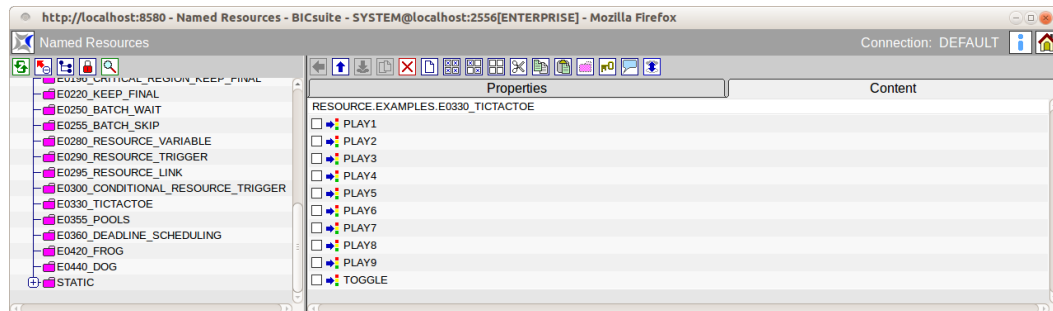 http://localhost:8580 - Named Resources - BICsuite - SYSTEM@localhost:2556[ENTERPRISE] - Mozilla Firefox
Named Resources
Connection: DEFAULT
E0196_CRITICAL_REGION_KEEP_FINAL
E0220_KEEP_FINAL
E0250_BATCH_WAIT
E0255_BATCH_SKIP
E0280_RESOURCE_VARIABLE
E0290_RESOURCE_TRIGGER
E0295_RESOURCE_LINK
E0300_CONDITIONAL_RESOURCE_TRIGGER
E0330_TICTACTOE
E0355_POOLS
E0360_DEADLINE_SCHEDULING
E0420_FROG
E0440_DOG
STATIC
Properties
Content
RESOURCE.EXAMPLES.E0330_TICTACTOE
PLAY1
PLAY2
PLAY3
PLAY4
PLAY5
PLAY6
PLAY7
PLAY8
PLAY9
TOGGLE